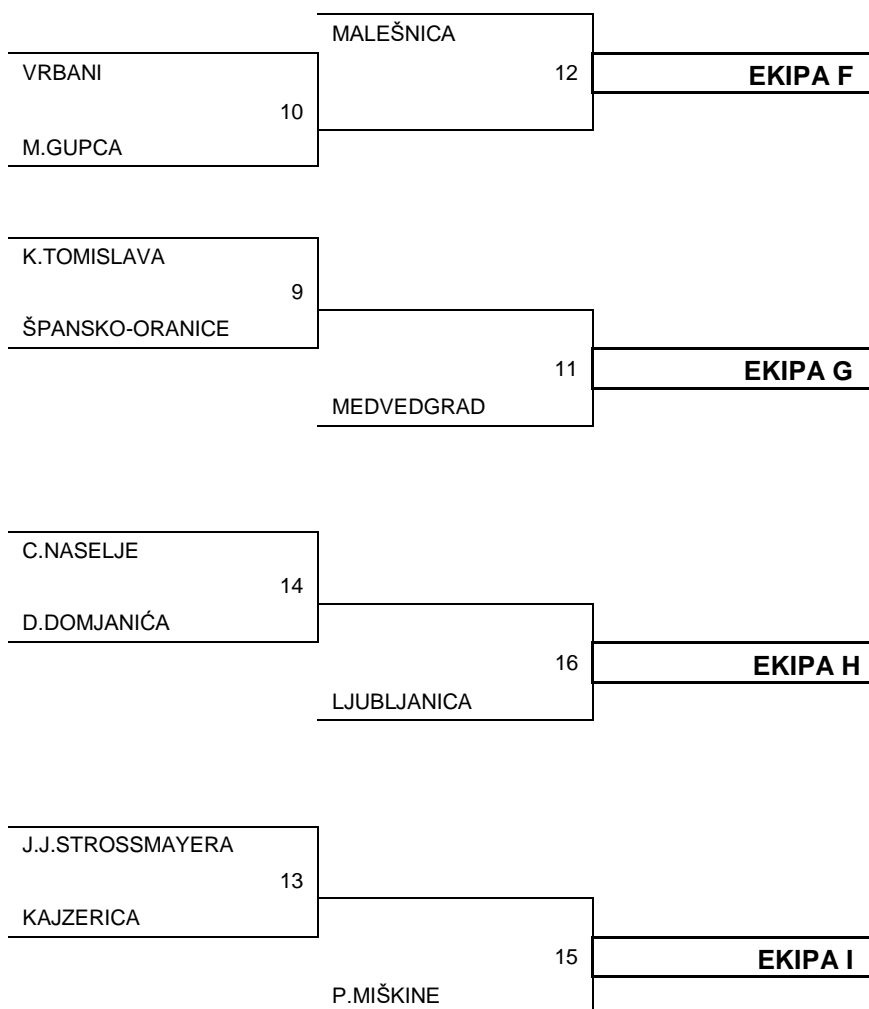 MALEŠNICA
VRBANI
12
EKIPA F
10
M.GUPCA
K.TOMISLAVA
9
ŠPANSKO-ORANICE
11
EKIPA G
MEDVEDGRAD
C.NASELJE
14
D.DOMJANIĆA
16
EKIPA H
LJUBLJANICA
J.J.STROSSMAYERA
13
KAJZERICA
15
EKIPA I
P.MIŠKINE